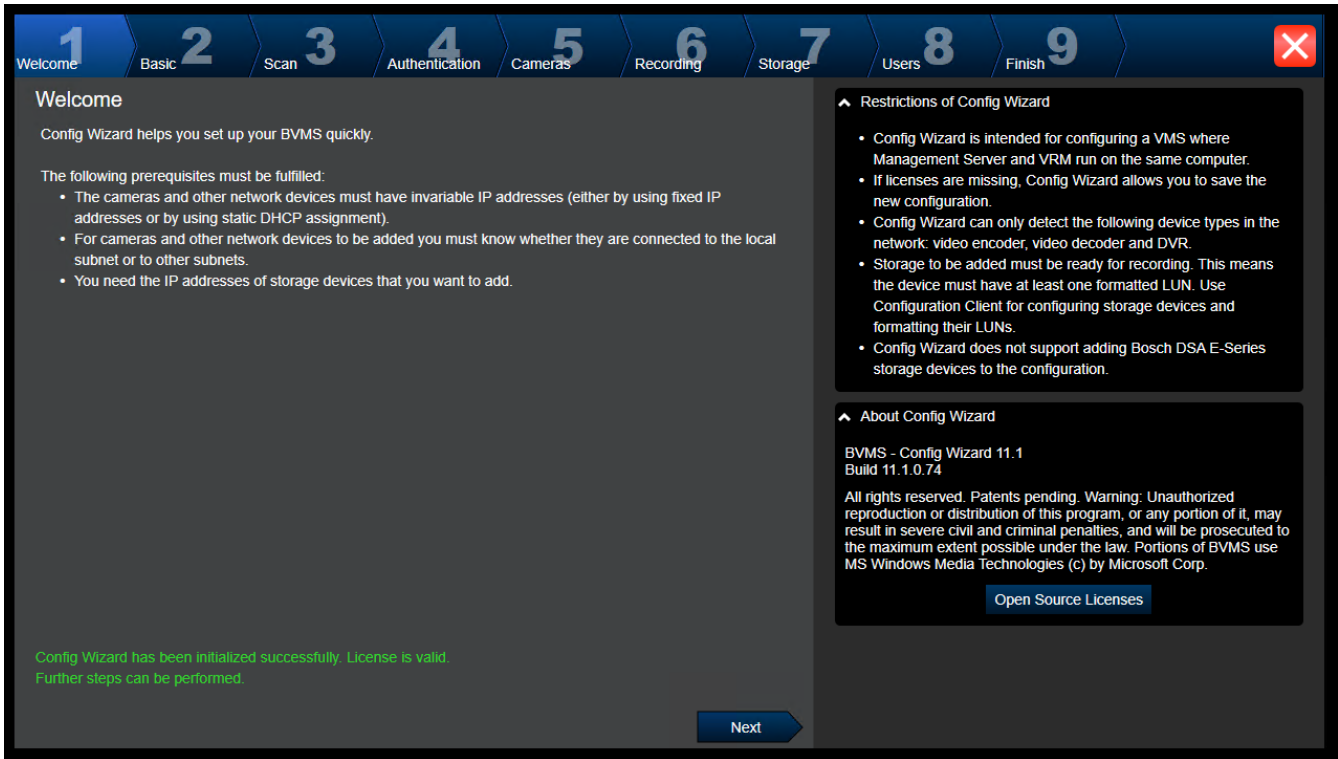 1 Welcome
2 Basic
3 Scan
4 Authentication
5 Cameras
6 Recording
7 Storage
8 Users
9 Finish
Welcome
Config Wizard helps you set up your BVMS quickly.
The following prerequisites must be fulfilled:
• The cameras and other network devices must have invariable IP addresses (either by using fixed IP
addresses or by using static DHCP assignment).
• For cameras and other network devices to be added you must know whether they are connected to the local
subnet or to other subnets.
• You need the IP addresses of storage devices that you want to add.
Config Wizard has been initialized successfully. License is valid.
Further steps can be performed.
Next
Restrictions of Config Wizard
• Config Wizard is intended for configuring a VMS where
Management Server and VRM run on the same computer.
• If licenses are missing, Config Wizard allows you to save the
new configuration.
• Config Wizard can only detect the following device types in the
network: video encoder, video decoder and DVR.
• Storage to be added must be ready for recording. This means
the device must have at least one formatted LUN. Use
Configuration Client for configuring storage devices and
formatting their LUNs.
• Config Wizard does not support adding Bosch DSA E-Series
storage devices to the configuration.
About Config Wizard
BVMS - Config Wizard 11.1
Build 11.1.0.74
All rights reserved. Patents pending. Warning: Unauthorized
reproduction or distribution of this program, or any portion of it, may
result in severe civil and criminal penalties, and will be prosecuted to
the maximum extent possible under the law. Portions of BVMS use
MS Windows Media Technologies (c) by Microsoft Corp.
Open Source Licenses